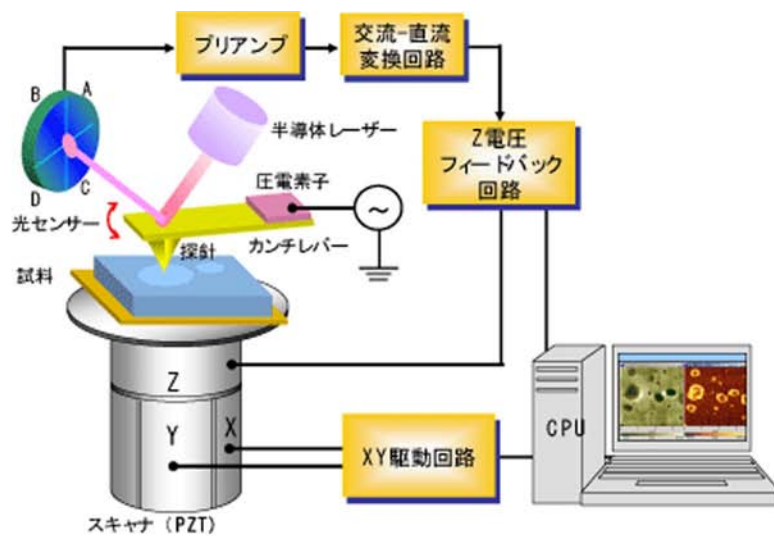 プリアンプ
交流-直流
変換回路
B
A
D
C
半導体レーザー
Z電圧
フィードバック
回路
圧電素子
~
光センサー
カンチレバー
探針
試料
Z
Y
X
CPU
XY駆動回路
スキャナ(PZT)